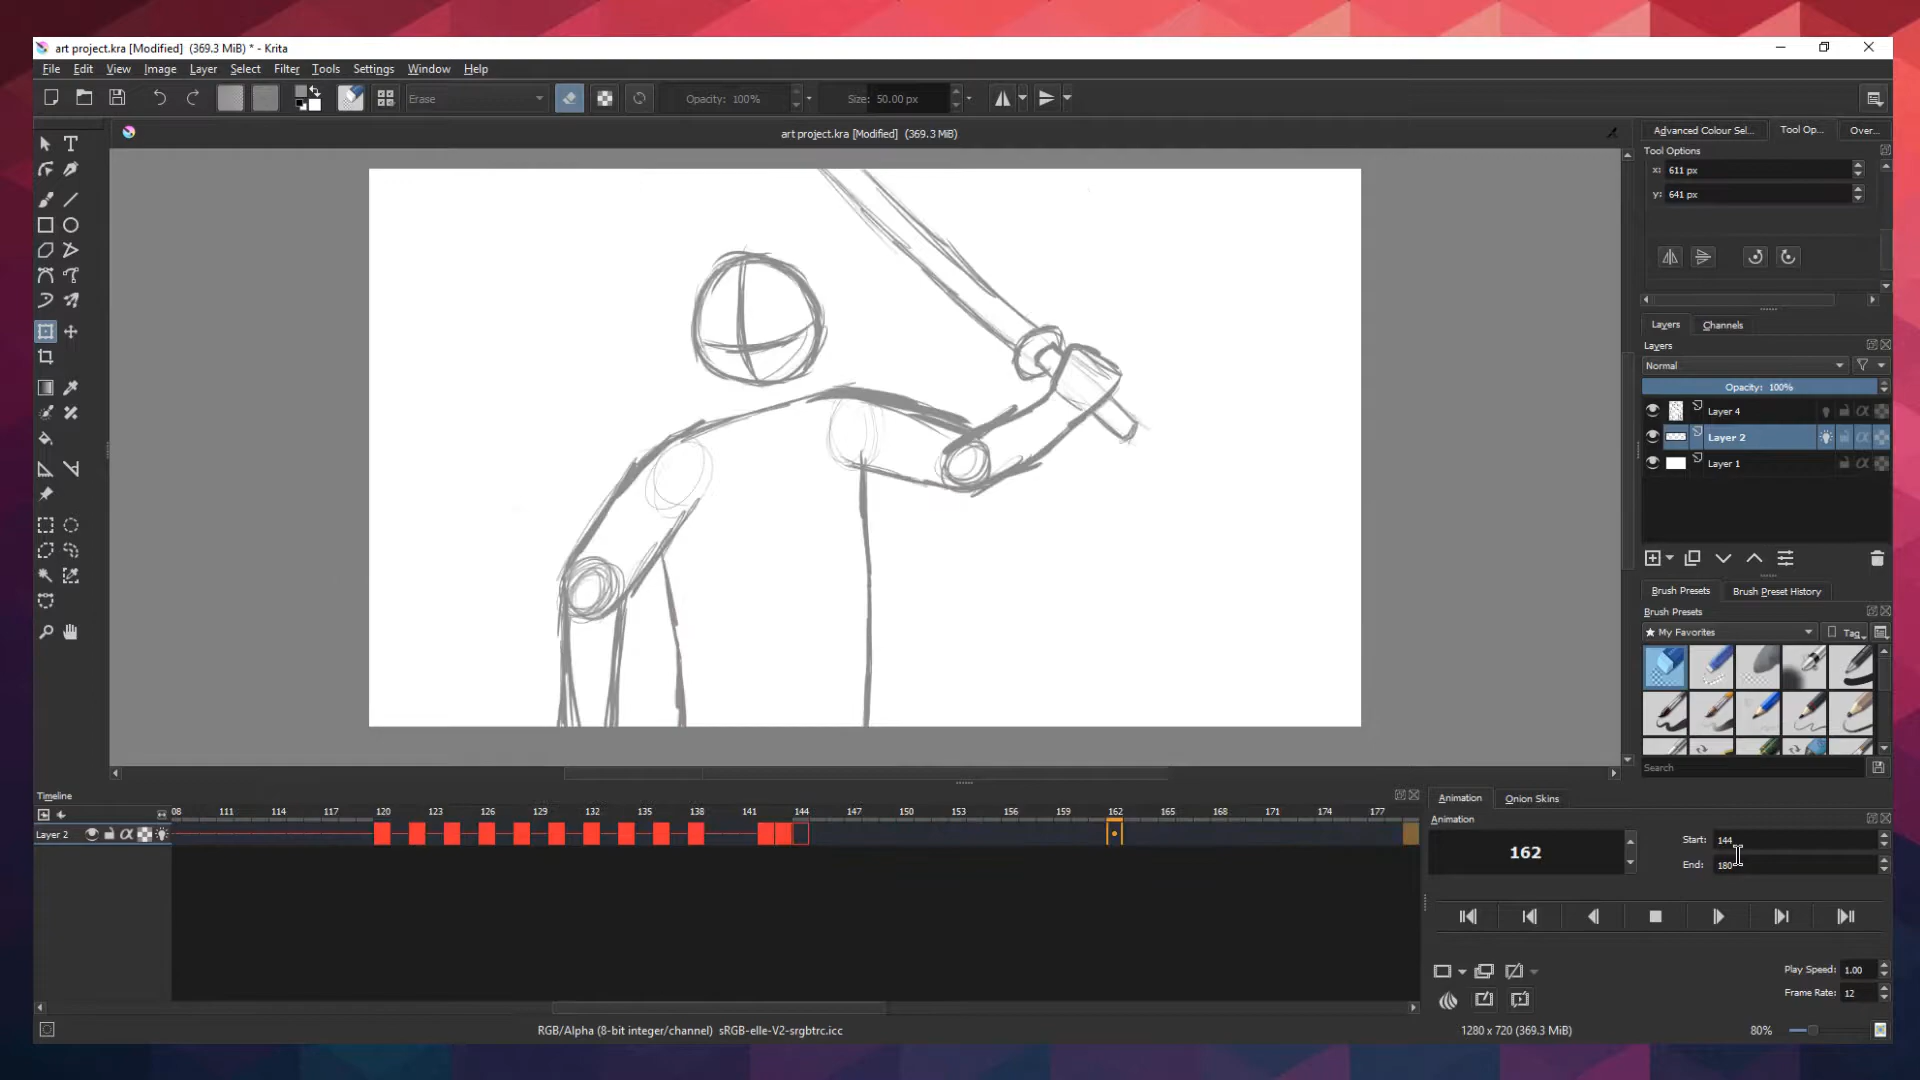 art project.kra [Modified] (369.3 MiB) * - Krita
File Edit View Image Layer Select Filter Tools Settings Window Help
Erase
Opacity: 100%
Size: 50.00 px
art project.kra [Modified] (369.3 MiB)
Advanced Colour Sel...
Tool Op...
Over...
Tool Options
x: 611 px
y: 641 px
Layers Channels
Layers
Normal
Opacity: 100%
Layer 4
Layer 2
Layer 1
Brush Presets Brush Preset History
Brush Presets
My Favorites
Tag
Search
Timeline
08 111 114 117 120 123 126 129 132 135 138 141 144 147 150 153 156 159 162 165 168 171 174 177
Layer 2
Animation Onion Skins
Animation
162
Start: 144
End: 180
Play Speed: 1.00
Frame Rate: 12
RGB/Alpha (8-bit integer/channel) sRGB-elle-V2-srgbtrc.icc
1280 x 720 (369.3 MiB)
80%